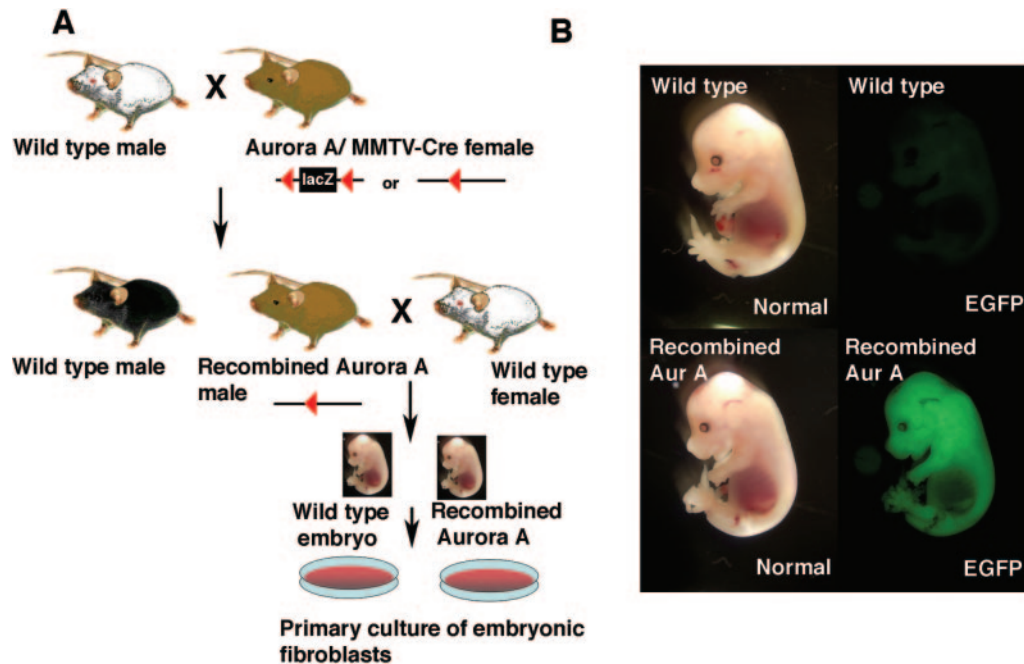 A
X
Wild type male
Aurora A/ MMTV-Cre female
lacZ
or
X
Wild type male
Recombined Aurora A
male
Wild type
female
Wild type
embryo
Recombined
Aurora A
Primary culture of embryonic
fibroblasts
B
Wild type
Wild type
Normal
EGFP
Recombined
Aur A
Recombined
Aur A
Normal
EGFP